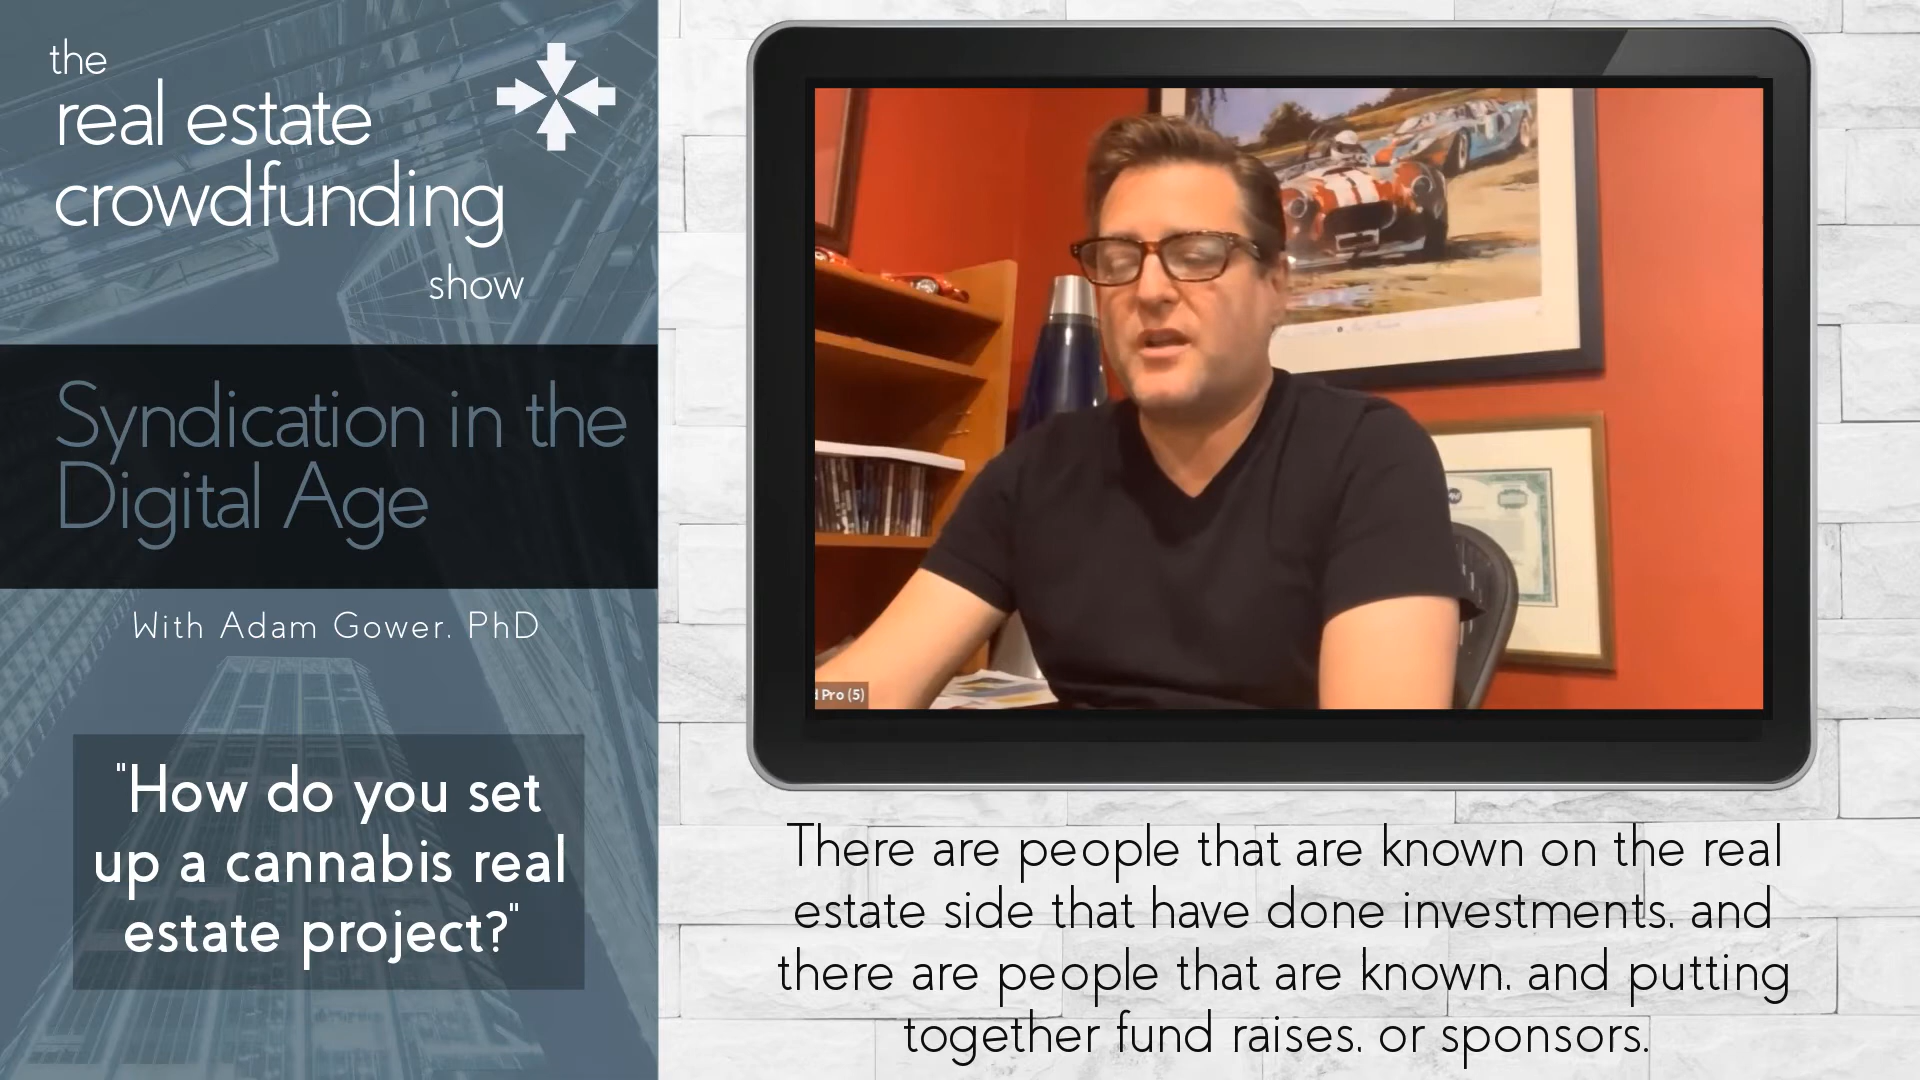 the
real estate
crowdfunding
show
Syndication in the
Digital Age
With Adam Gower. PhD
"How do you set
up a cannabis real
estate project?"
d Pro (5)
There are people that are known on the real
estate side that have done investments. and
there are people that are known. and putting
together fund raises. or sponsors.